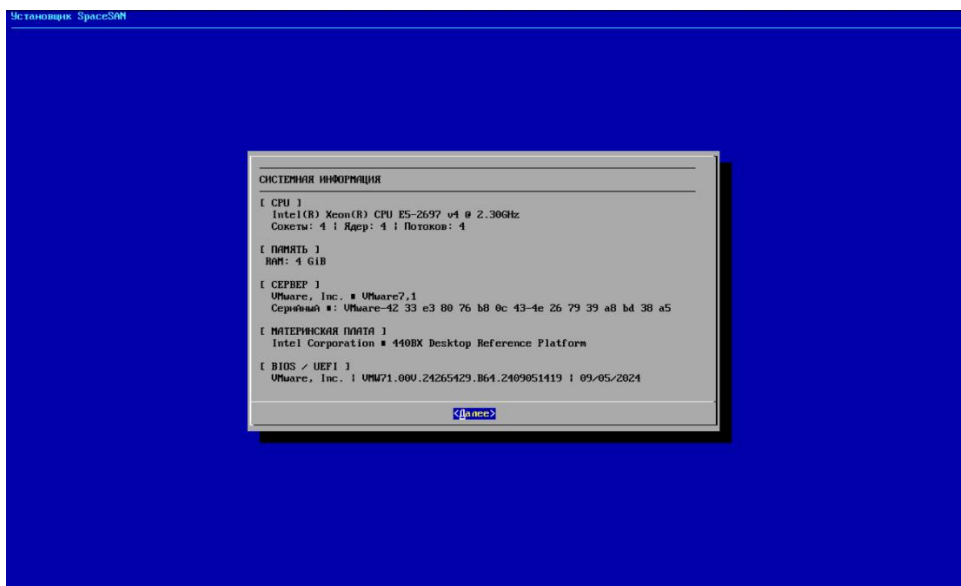 Установщик SpaceSAN
СИСТЕМНАЯ ИНФОРМАЦИЯ
[ CPU ]
Intel(R) Xeon(R) CPU E5-2697 v4 @ 2.30GHz
Сокеты: 4 | Ядер: 4 | Потоков: 4
[ ПАМЯТЬ ]
RAM: 4 GiB
[ СЕРВЕР ]
VMware, Inc. ■ VMware7,1
Серийный ■: VMware-42 33 e3 80 76 b8 0c 43-4e 26 79 39 a8 bd 38 a5
[ МАТЕРИНСКАЯ ПЛАТА ]
Intel Corporation ■ 440BX Desktop Reference Platform
[ BIOS / UEFI ]
VMware, Inc. | VMW71.00V.24265429.B64.2409051419 | 09/05/2024
<Далее>